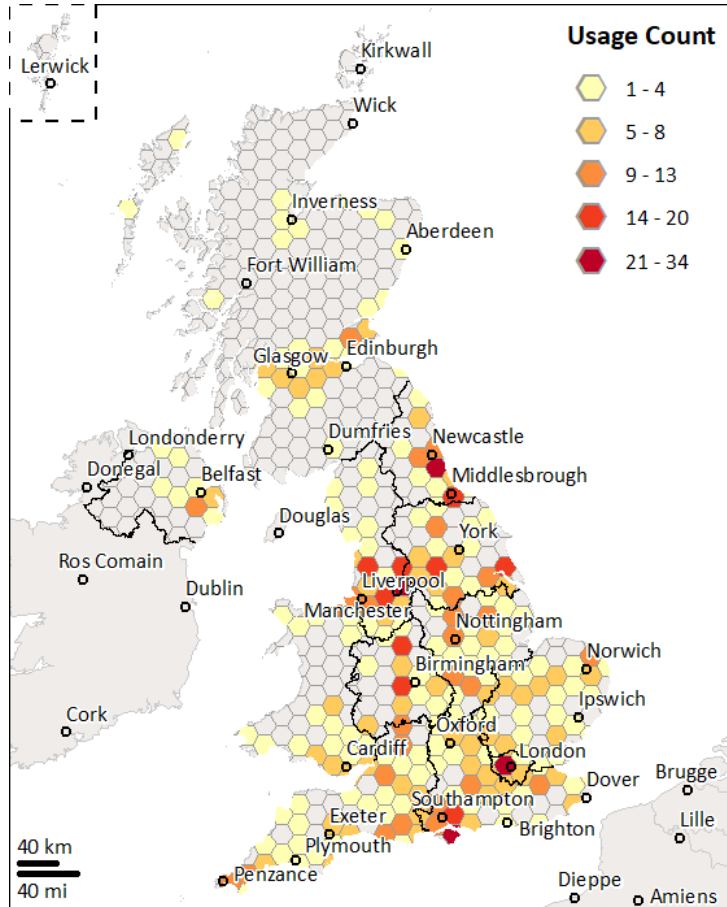 Usage Count
1 - 4
5 - 8
9 - 13
14 - 20
21 - 34
Lerwick
Kirkwall
Wick
Inverness
Aberdeen
Fort William
Glasgow
Edinburgh
Londonderry
Dumfries
Newcastle
Donegal
Belfast
Middlesbrough
Douglas
York
Ros Comain
Liverpool
Dublin
Manchester
Nottingham
Norwich
Birmingham
Ipswich
Cork
Oxford
Cardiff
London
Dover
Brugge
Southampton
Exeter
Brighton
Lille
Plymouth
40 km
Penzance
40 mi
Dieppe
Amiens